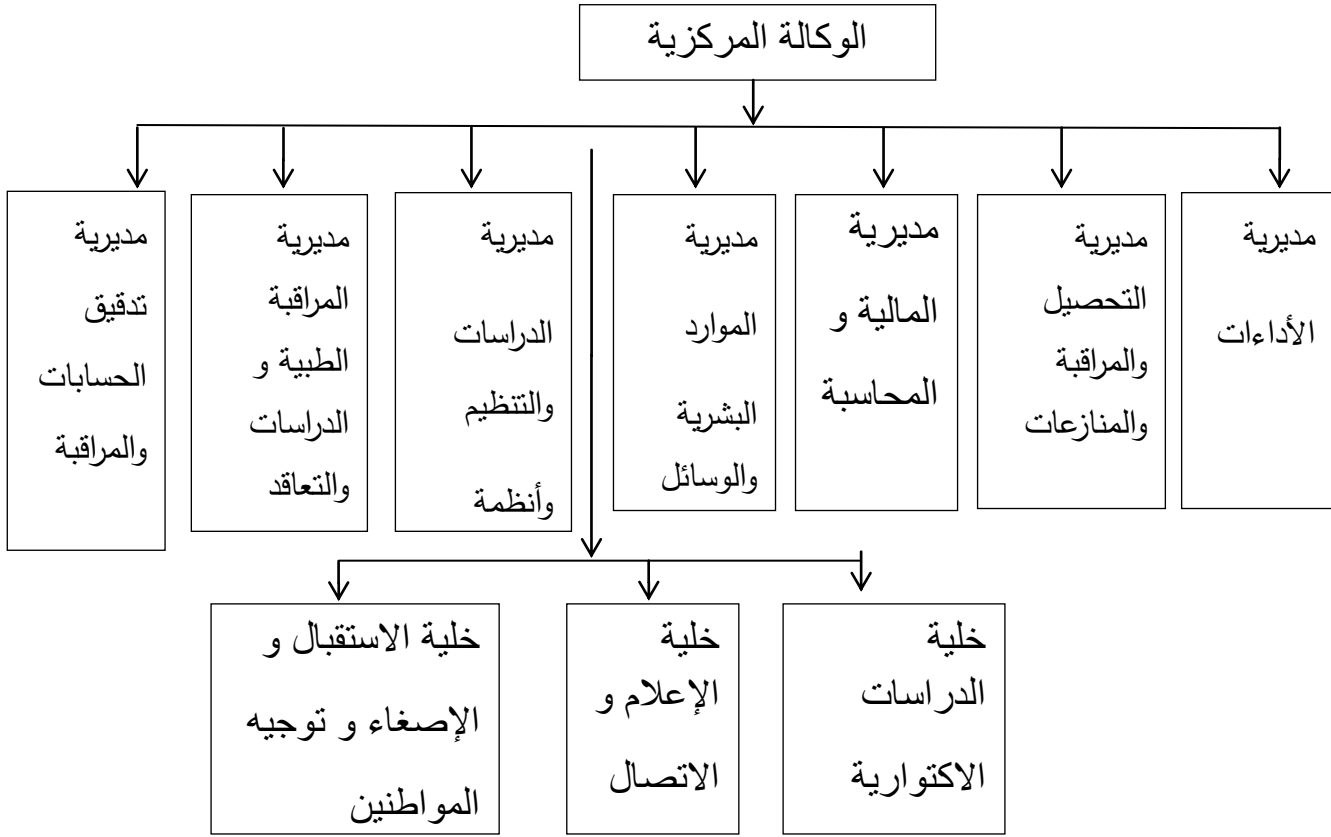 الوكالة المركزية
مديرية
الأداءات
مديرية
التحصيل
والمراقبة
والمنازعات
مديرية
المالية و
المحاسبة
مديرية
الموارد
البشرية
والوسائل
مديرية
الدراسات
والتنظيم
وأنظمة
مديرية
المراقبة
الطبية و
الدراسات
والتعاقد
مديرية
تدقيق
الحسابات
والمراقبة
خلية
الدراسات
الاكتوارية
خلية
الإعلام و
الاتصال
خلية الاستقبال و
الإصغاء و توجيه
المواطنين